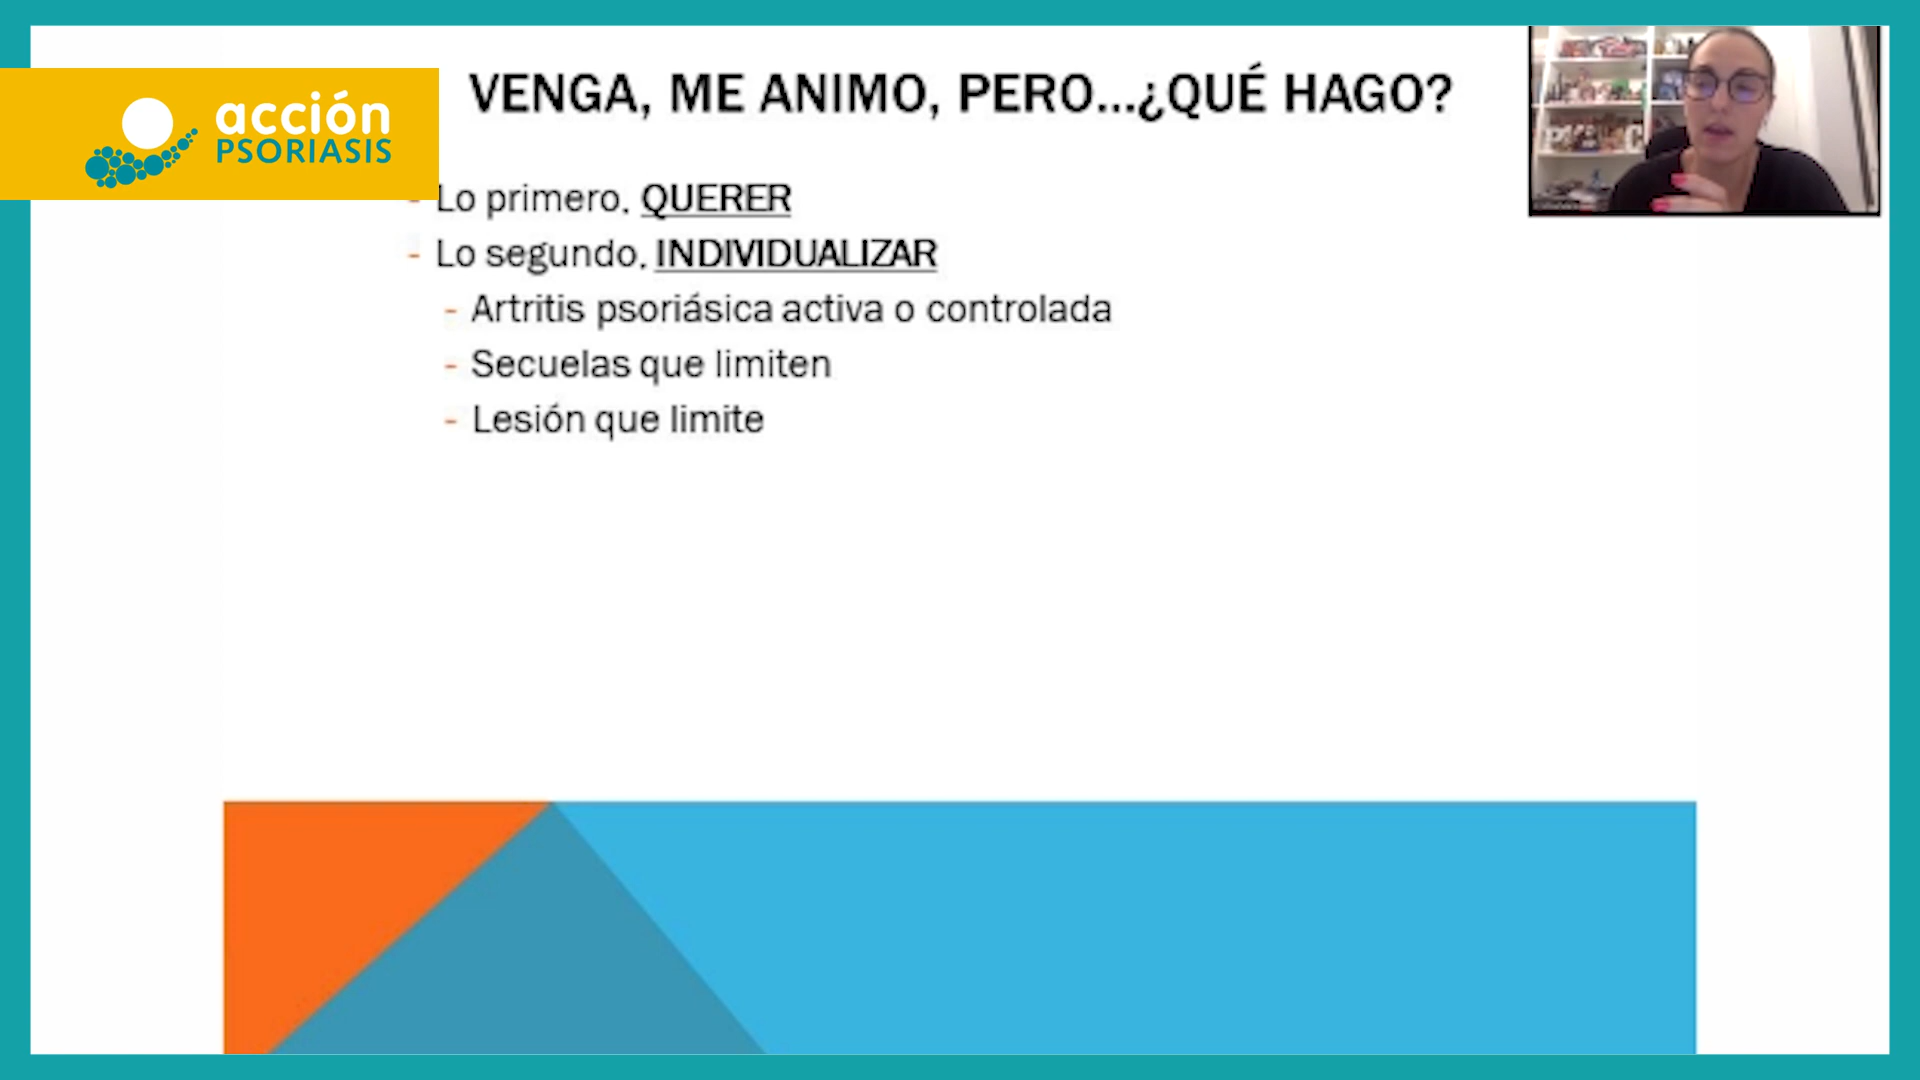 VENGA, ME ANIMO, PERO...¿QUÉ HAGO?
acción
PSORIASIS
- Lo primero, QUERER
- Lo segundo, INDIVIDUALIZAR
- Artritis psoriásica activa o controlada
- Secuelas que limiten
- Lesión que limite